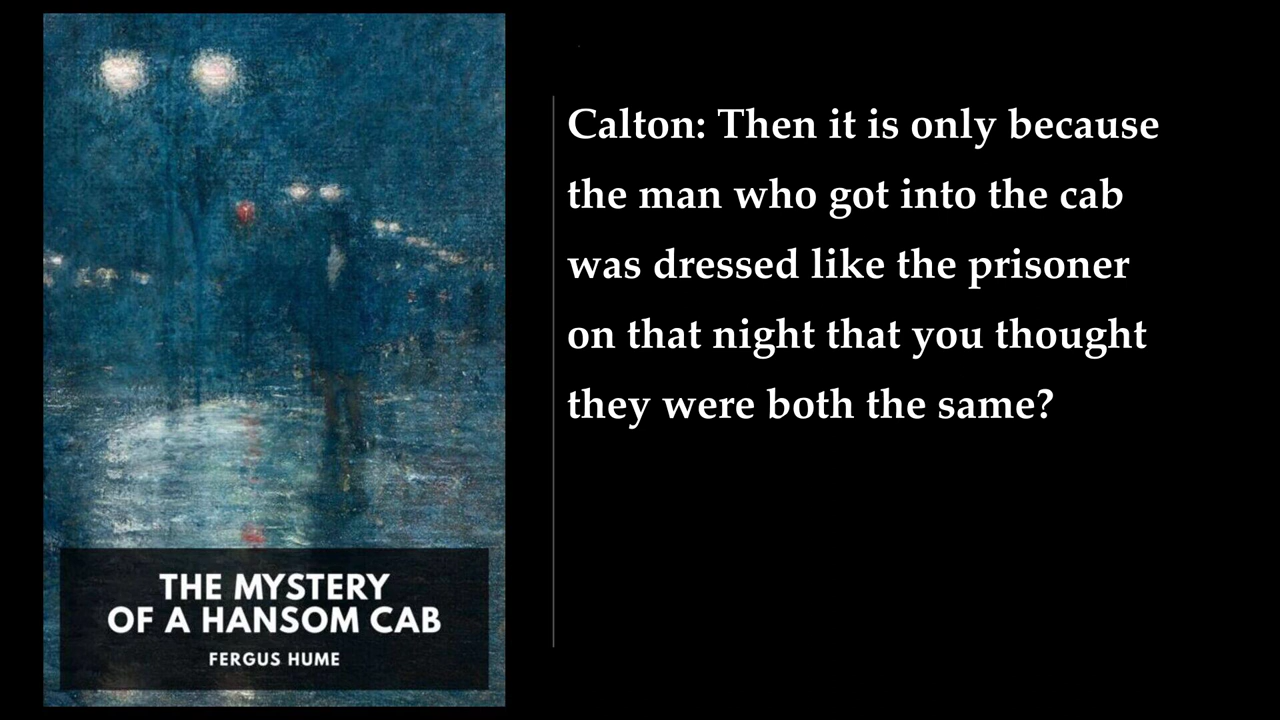 Calton: Then it is only because
the man who got into the cab
was dressed like the prisoner
on that night that you thought
they were both the same?
THE MYSTERY
OF A HANSOM CAB
FERGUS HUME